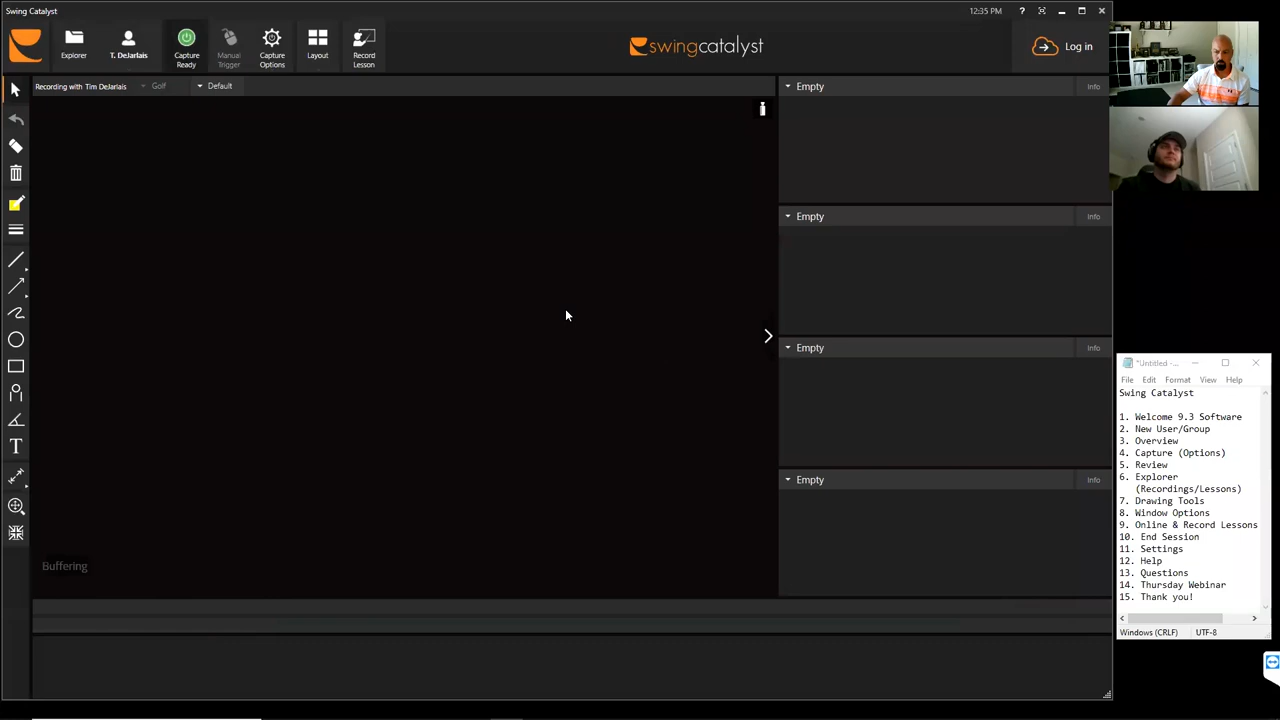 Swing Catalyst
12:35 PM
?
Explorer
T. DeJarlais
Capture
Ready
Manual
Trigger
Capture
Options
Layout
Record
Lesson
swingcatalyst
Log in
Recording with Tim DeJarlais
Golf
Default
Empty
Info
Empty
Info
Empty
Info
Empty
Info
T
Buffering
*Untitled -...
File Edit Format View Help
Swing Catalyst
1. Welcome 9.3 Software
2. New User/Group
3. Overview
4. Capture (Options)
5. Review
6. Explorer
(Recordings/Lessons)
7. Drawing Tools
8. Window Options
9. Online & Record Lessons
10. End Session
11. Settings
12. Help
13. Questions
14. Thursday Webinar
15. Thank you!
Windows (CRLF) UTF-8